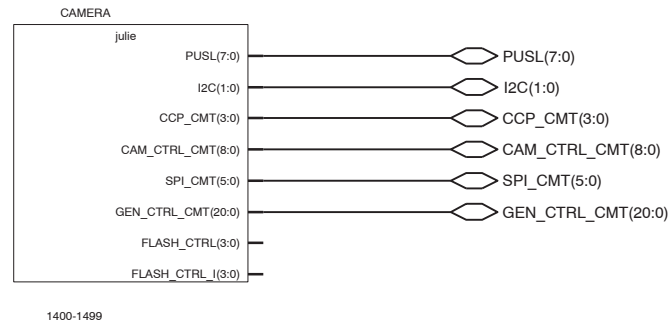 CAMERA
julie
PUSL(7:0) PUSL(7:0)
I2C(1:0) I2C(1:0)
CCP_CMT(3:0) CCP_CMT(3:0)
CAM_CTRL_CMT(8:0) CAM_CTRL_CMT(8:0)
SPI_CMT(5:0) SPI_CMT(5:0)
GEN_CTRL_CMT(20:0) GEN_CTRL_CMT(20:0)
FLASH_CTRL(3:0)
FLASH_CTRL_I(3:0)
1400-1499